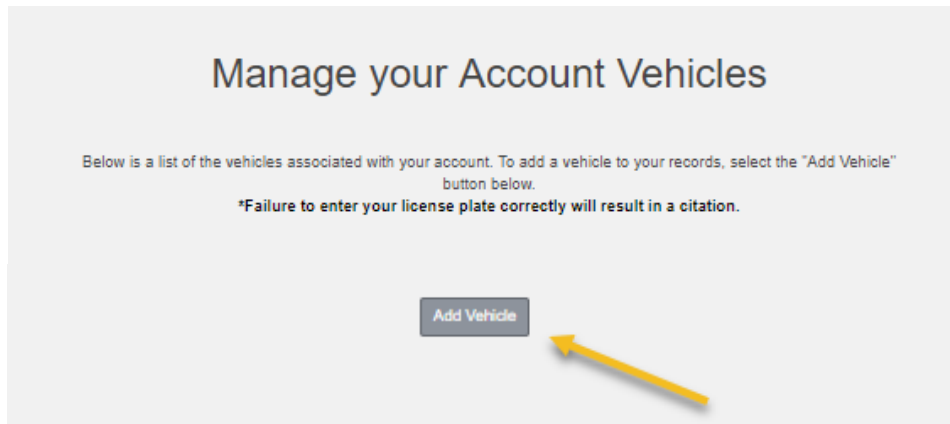 Manage your Account Vehicles
Below is a list of the vehicles associated with your account. To add a vehicle to your records, select the "Add Vehicle"
button below.
*Failure to enter your license plate correctly will result in a citation.
Add Vehicle